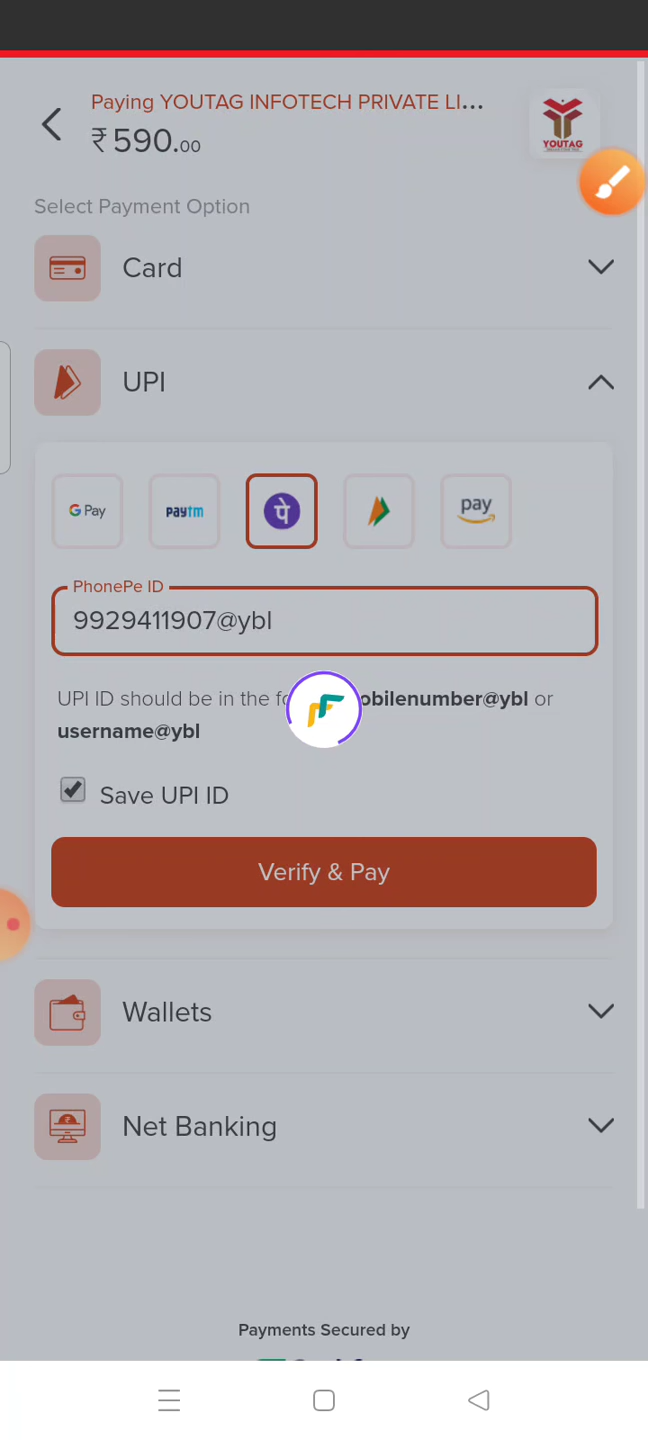 Paying YOUTAG INFOTECH PRIVATE LI...
₹590.00
YOUTAG
Select Payment Option
Card
UPI
G Pay
paytm
पे
pay
PhonePe ID
9929411907@ybl
UPI ID should be in the obilenumber@ybl or
username@ybl
Save UPI ID
Verify & Pay
Wallets
Net Banking
Payments Secured by